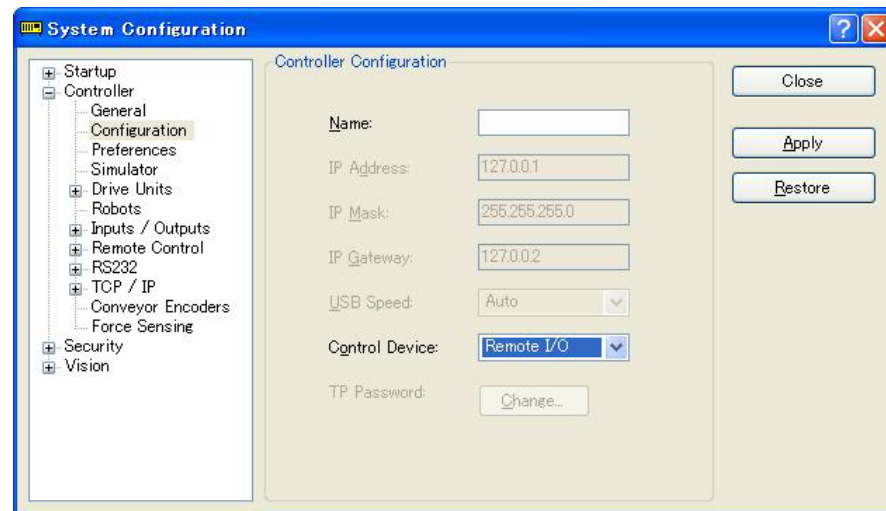 System Configuration
Startup
Controller
General
Configuration
Preferences
Simulator
Drive Units
Robots
Inputs / Outputs
Remote Control
RS232
TCP / IP
Conveyor Encoders
Force Sensing
Security
Vision
Controller Configuration
Name:
IP Address: 127.0.0.1
IP Mask: 255.255.255.0
IP Gateway: 127.0.0.2
USB Speed: Auto
Control Device: Remote I/O
TP Password: Change...
Close
Apply
Restore